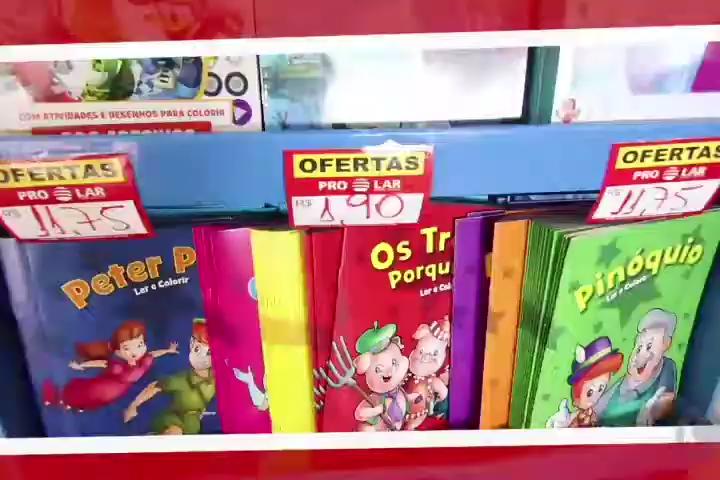 COM ATIVIDADES E DESENHOS PARA COLORIR
OFERTAS
PRO LAR
R$ 11,75
OFERTAS
PRO LAR
R$ 1,90
OFERTAS
PRO LAR
R$ 11,75
Peter P
Ler e Colorir
Os Tr
Porqu
Ler e Col
Pinóquio
Ler e Colorir